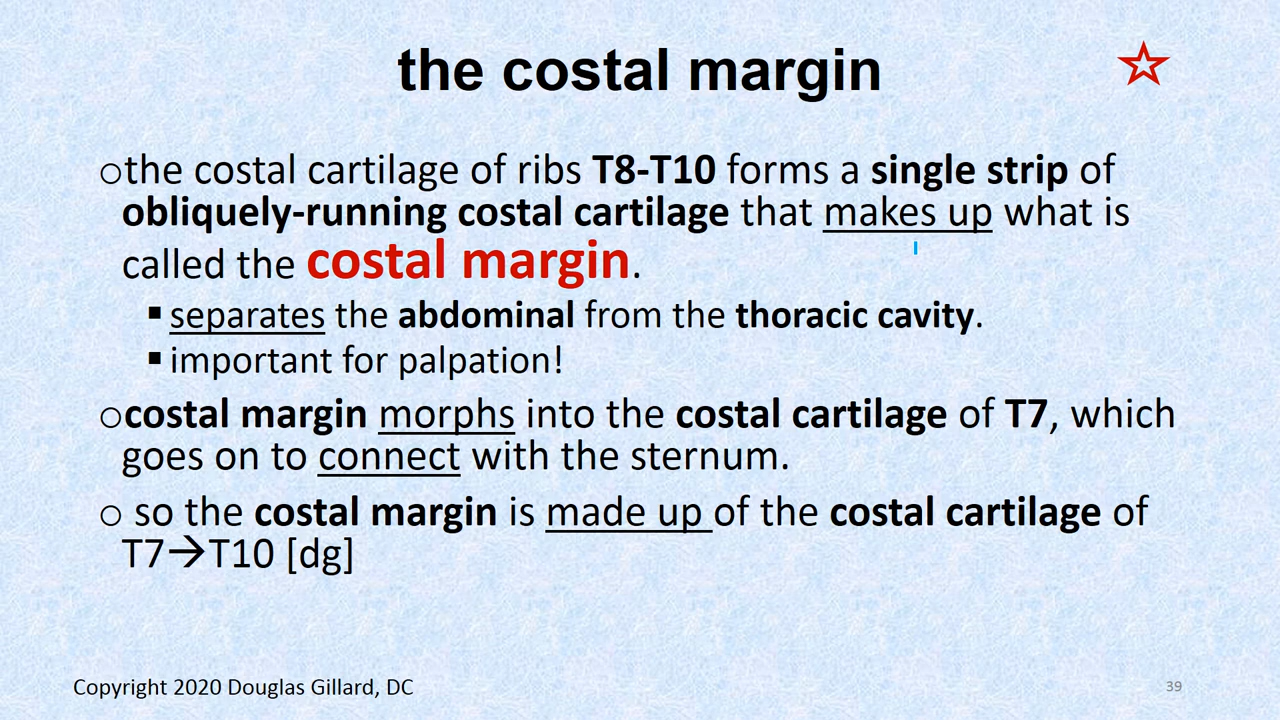 the costal margin
○the costal cartilage of ribs T8-T10 forms a single strip of
obliquely-running costal cartilage that makes up what is
called the costal margin.
▪ separates the abdominal from the thoracic cavity.
▪ important for palpation!
○costal margin morphs into the costal cartilage of T7, which
goes on to connect with the sternum.
○ so the costal margin is made up of the costal cartilage of
T7→T10 [dg]
Copyright 2020 Douglas Gillard, DC
39